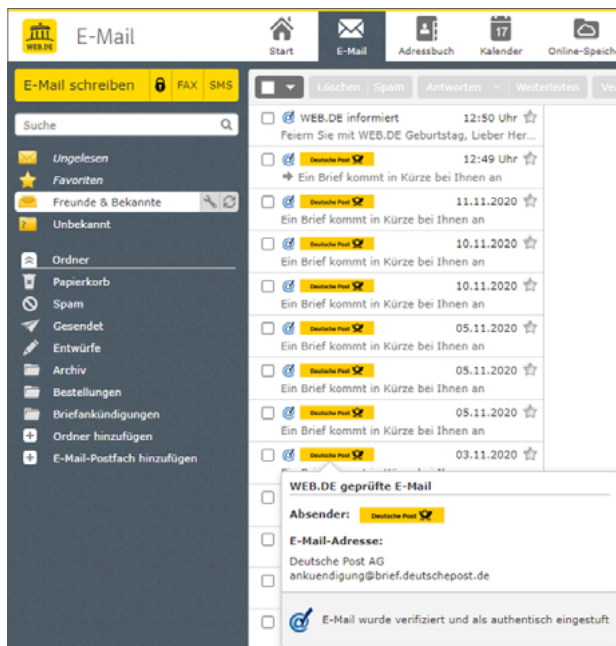 WEB.DE
E-Mail
Start
E-Mail
Adressbuch
17
Kalender
Online-Speich
E-Mail schreiben
FAX
SMS
Löschen
Spam
Antworten
Weiterleiten
Ve
Suche
Ungelesen
Favoriten
Freunde & Bekannte
Unbekannt
Ordner
Papierkorb
Spam
Gesendet
Entwürfe
Archiv
Bestellungen
Briefankündigungen
Ordner hinzufügen
E-Mail-Postfach hinzufügen
WEB.DE informiert 12:50 Uhr
Feiern Sie mit WEB.DE Geburtstag, Lieber Her...
Deutsche Post 12:49 Uhr
Ein Brief kommt in Kürze bei Ihnen an
Deutsche Post 11.11.2020
Ein Brief kommt in Kürze bei Ihnen an
Deutsche Post 10.11.2020
Ein Brief kommt in Kürze bei Ihnen an
Deutsche Post 10.11.2020
Ein Brief kommt in Kürze bei Ihnen an
Deutsche Post 05.11.2020
Ein Brief kommt in Kürze bei Ihnen an
Deutsche Post 05.11.2020
Ein Brief kommt in Kürze bei Ihnen an
Deutsche Post 05.11.2020
Ein Brief kommt in Kürze bei Ihnen an
Deutsche Post 03.11.2020
WEB.DE geprüfte E-Mail
Absender: Deutsche Post
E-Mail-Adresse:
Deutsche Post AG
ankuendigung@brief.deutschepost.de
E-Mail wurde verifiziert und als authentisch eingestuft